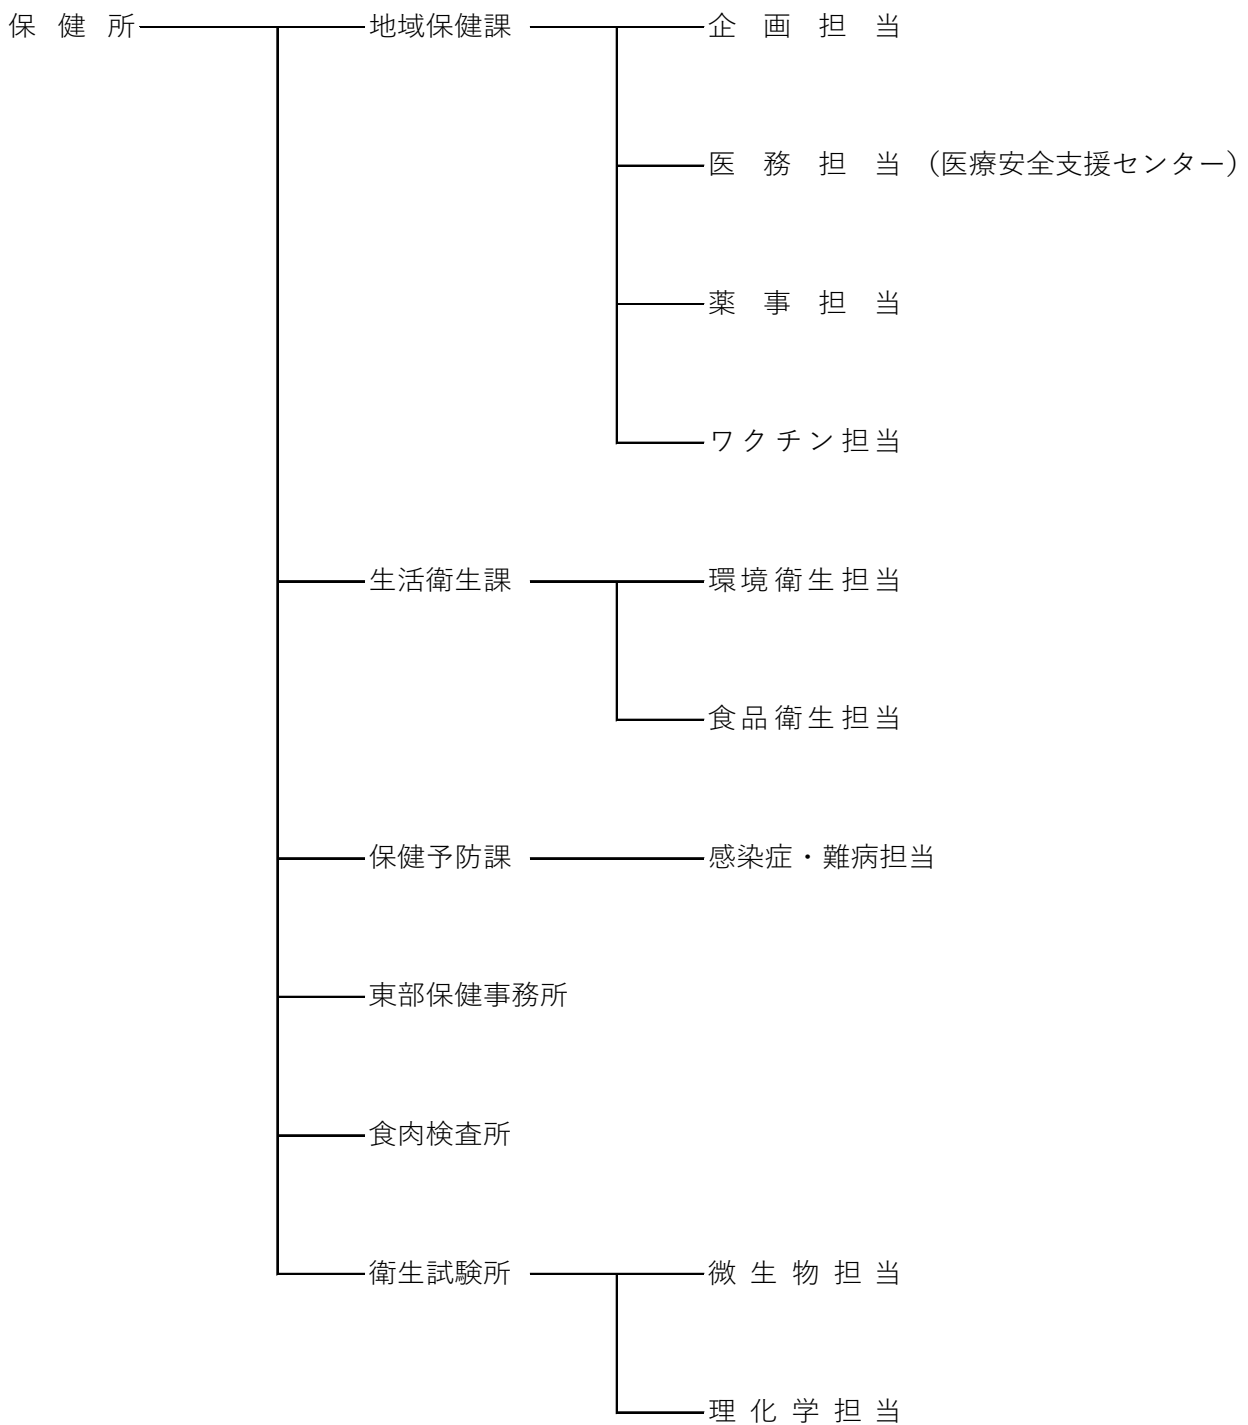 保健所 地域保健課 企画担当
医務担当（医療安全支援センター）
薬事担当
ワクチン担当
生活衛生課 環境衛生担当
食品衛生担当
保健予防課 感染症・難病担当
東部保健事務所
食肉検査所
衛生試験所 微生物担当
理化学担当